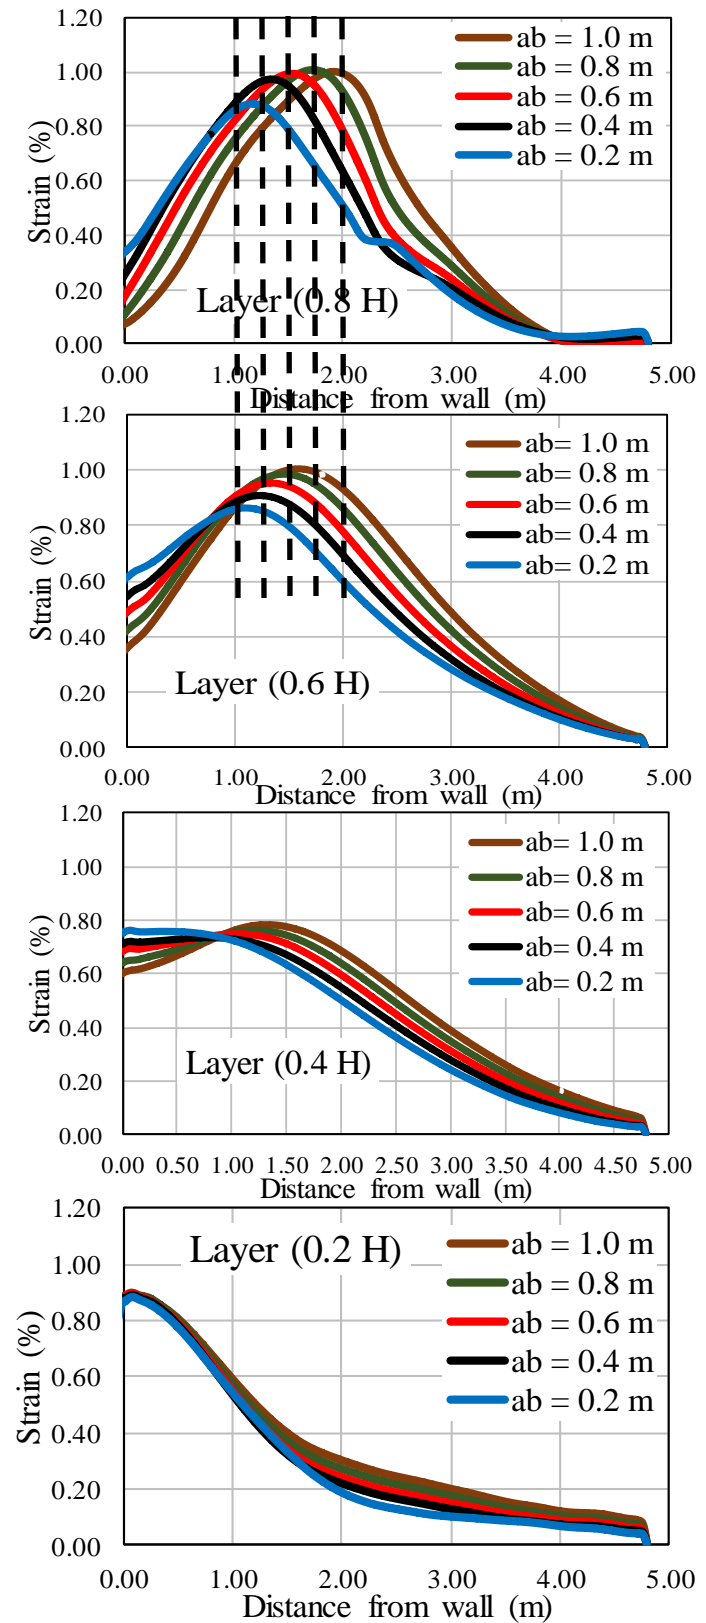 1.20
1.00
0.80
0.60
0.40
0.20
0.00
Strain (%)
ab = 1.0 m
ab = 0.8 m
ab = 0.6 m
ab = 0.4 m
ab = 0.2 m
Layer (0.8 H)
0.00 1.00 2.00 3.00 4.00 5.00
Distance from wall (m)
1.20
1.00
0.80
0.60
0.40
0.20
0.00
Strain (%)
ab= 1.0 m
ab= 0.8 m
ab= 0.6 m
ab= 0.4 m
ab= 0.2 m
Layer (0.6 H)
0.00 1.00 2.00 3.00 4.00 5.00
Distance from wall (m)
1.20
1.00
0.80
0.60
0.40
0.20
0.00
Strain (%)
ab= 1.0 m
ab= 0.8 m
ab= 0.6 m
ab= 0.4 m
ab= 0.2 m
Layer (0.4 H)
0.00 0.50 1.00 1.50 2.00 2.50 3.00 3.50 4.00 4.50 5.00
Distance from wall (m)
1.20
1.00
0.80
0.60
0.40
0.20
0.00
Strain (%)
Layer (0.2 H)
ab = 1.0 m
ab = 0.8 m
ab = 0.6 m
ab = 0.4 m
ab = 0.2 m
0.00 1.00 2.00 3.00 4.00 5.00
Distance from wall (m)